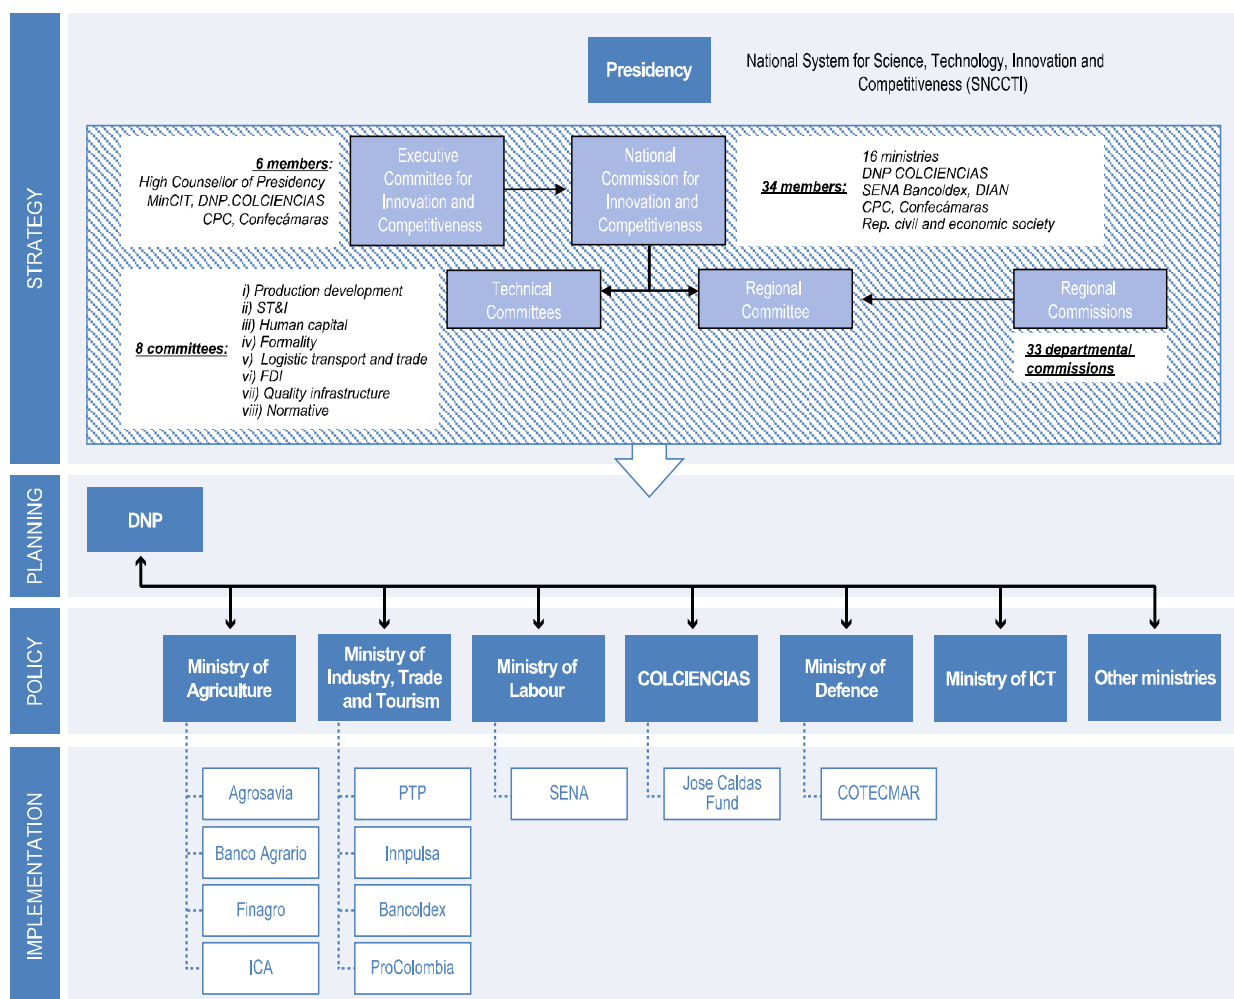 STRATEGY
Presidency
National System for Science, Technology, Innovation and
Competitiveness (SNCCTI)
6 members:
High Counsellor of Presidency
MinCIT, DNP.COLCIENCIAS
CPC, Confecámaras
Executive
Committee for
Innovation and
Competitiveness
National
Commission for
Innovation and
Competitiveness
34 members:
16 ministries
DNP COLCIENCIAS
SENA Bancoldex, DIAN
CPC, Confecámaras
Rep. civil and economic society
8 committees:
i) Production development
ii) ST&I
iii) Human capital
iv) Formality
v) Logistic transport and trade
vi) FDI
vii) Quality infrastructure
viii) Normative
Technical
Committees
Regional
Committee
Regional
Commissions
33 departmental
commissions
PLANNING
DNP
POLICY
Ministry of
Agriculture
Ministry of
Industry, Trade
and Tourism
Ministry of
Labour
COLCIENCIAS
Ministry of
Defence
Ministry of ICT
Other ministries
IMPLEMENTATION
Agrosavia
Banco Agrario
Finagro
ICA
PTP
Innpulsa
Bancoldex
ProColombia
SENA
Jose Caldas
Fund
COTECMAR